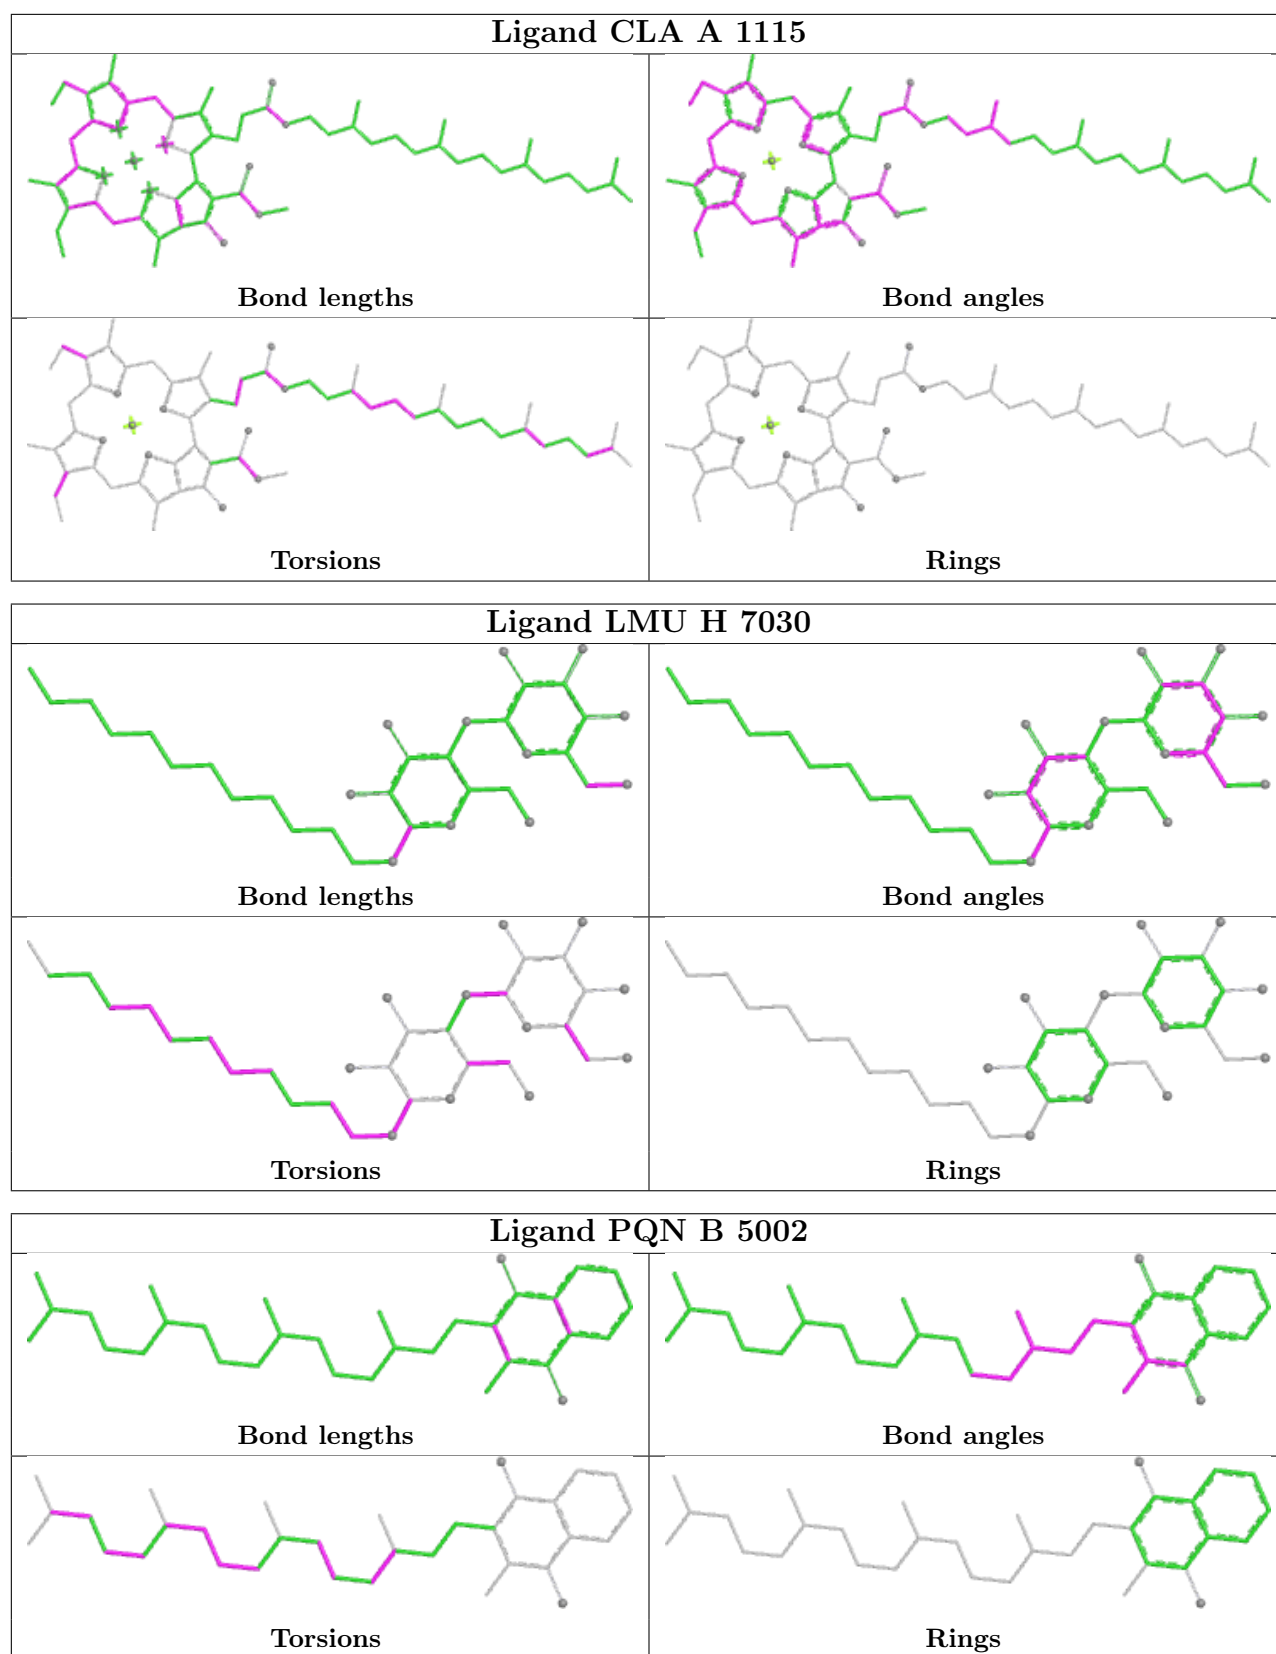 Ligand CLA A 1115
Bond lengths
Bond angles
Torsions
Rings
Ligand LMU H 7030
Bond lengths
Bond angles
Torsions
Rings
Ligand PQN B 5002
Bond lengths
Bond angles
Torsions
Rings